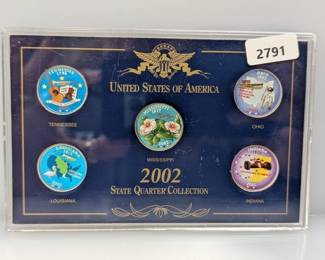 2791
UNITED STATES OF AMERICA
TENNESSEE
OHIO
MISSISSIPPI
2002
STATE QUARTER COLLECTION
LOUISIANA
INDIANA